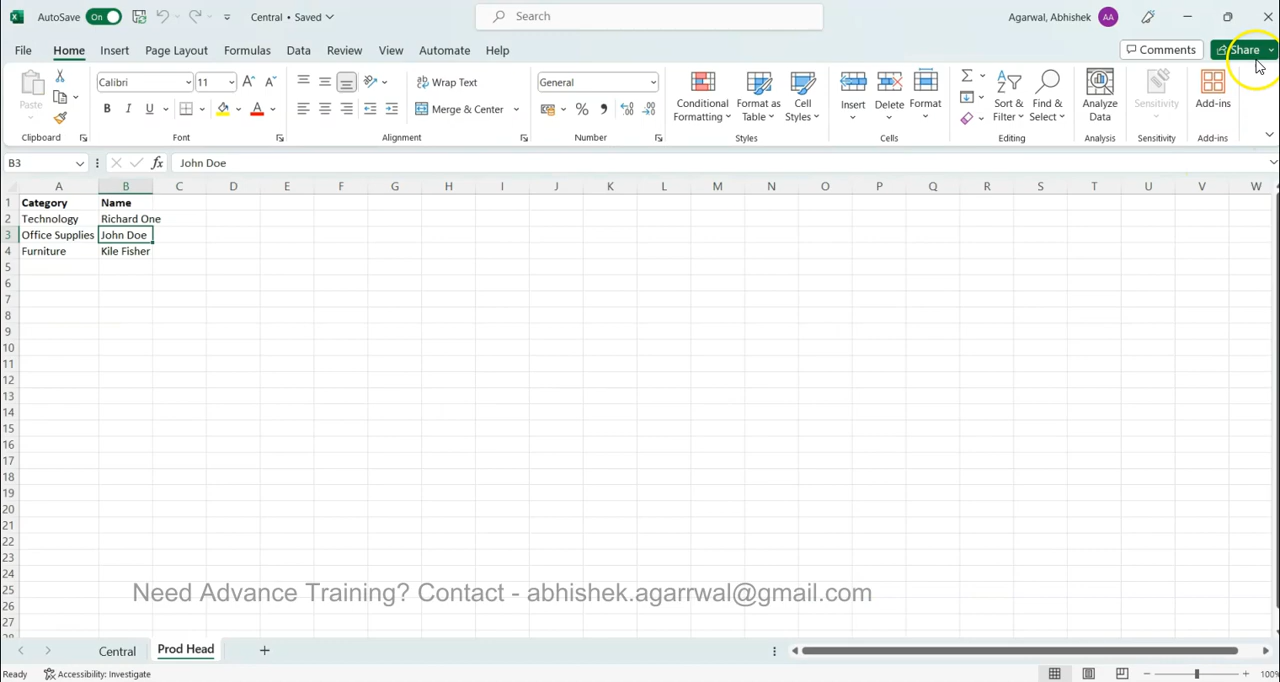 AutoSave On Central • Saved Search Agarwal, Abhishek AA
File Home Insert Page Layout Formulas Data Review View Automate Help Comments Share
Paste Calibri 11 Wrap Text General Conditional Formatting Format as Table Cell Styles Insert Delete Format Sort & Filter Find & Select Analyze Data Sensitivity Add-ins
B I U A Merge & Center % ,
Clipboard Font Alignment Number Styles Cells Editing Analysis Sensitivity Add-ins
B3 fx John Doe
A B C D E F G H I J K L M N O P Q R S T U V W
1 Category Name
2 Technology Richard One
3 Office Supplies John Doe
4 Furniture Kile Fisher
5
6
7
8
9
10
11
12
13
14
15
16
17
18
19
20
21
22
23
24
25
Need Advance Training? Contact - abhishek.agarrwal@gmail.com
26
27
28
Central Prod Head +
Ready Accessibility: Investigate 100%